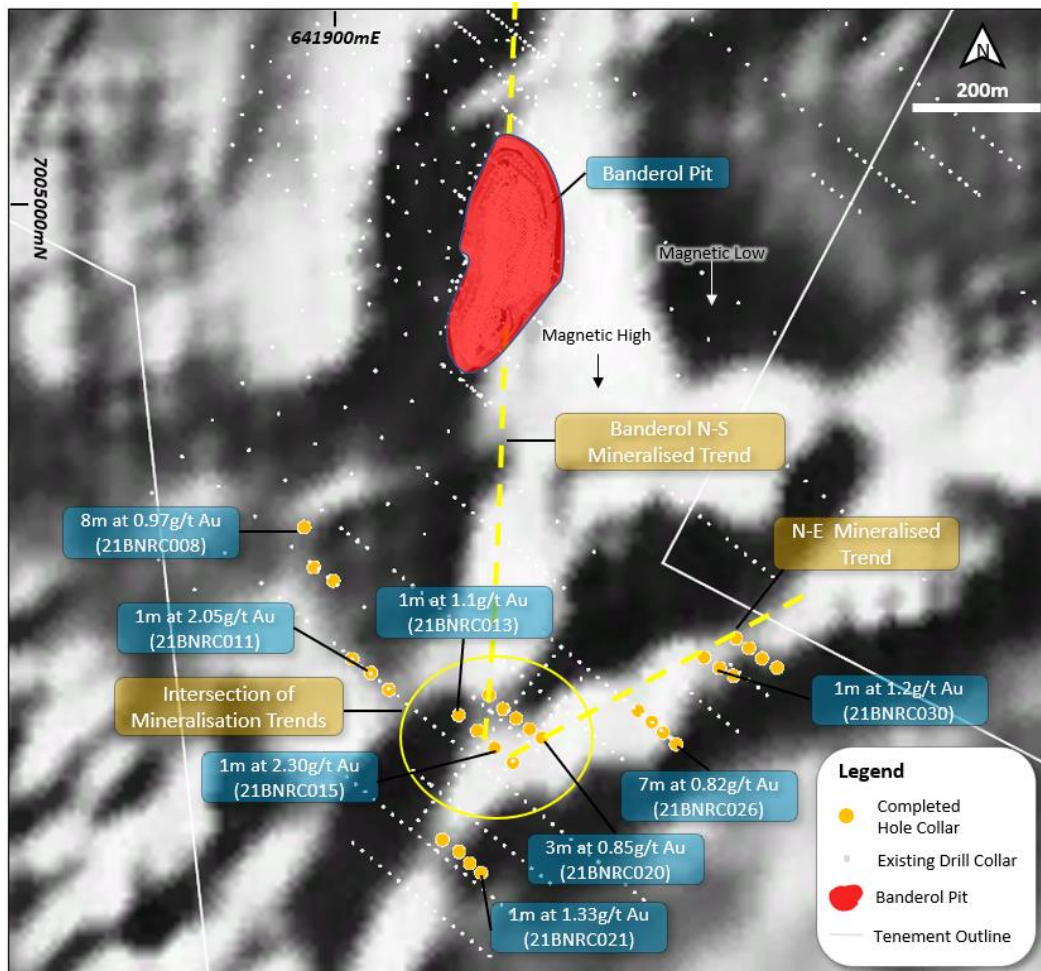 641900mE
N
200m
7005000mN
Banderol Pit
Magnetic Low
Magnetic High
Banderol N-S
Mineralised Trend
8m at 0.97g/t Au
(21BNRC008)
N-E Mineralised
Trend
1m at 1.1g/t Au
(21BNRC013)
1m at 2.05g/t Au
(21BNRC011)
Intersection of
Mineralisation Trends
1m at 1.2g/t Au
(21BNRC030)
1m at 2.30g/t Au
(21BNRC015)
7m at 0.82g/t Au
(21BNRC026)
3m at 0.85g/t Au
(21BNRC020)
1m at 1.33g/t Au
(21BNRC021)
Legend
Completed
Hole Collar
Existing Drill Collar
Banderol Pit
Tenement Outline